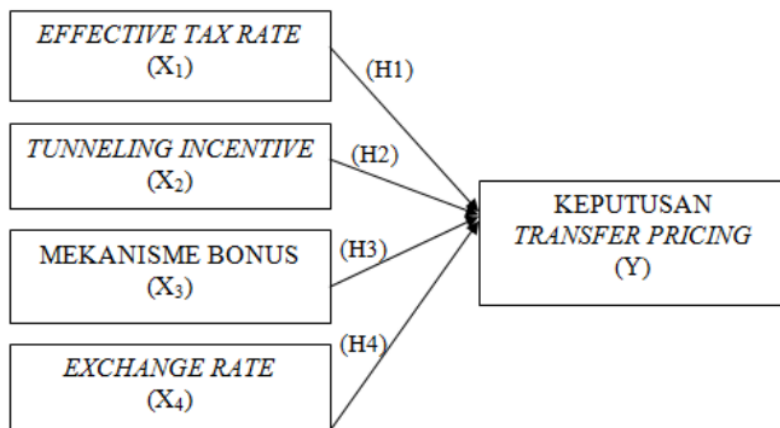 EFFECTIVE TAX RATE
(X₁)
(H1)
TUNNELING INCENTIVE
(X₂)
(H2)
MEKANISME BONUS
(X₃)
(H3)
EXCHANGE RATE
(X₄)
(H4)
KEPUTUSAN
TRANSFER PRICING
(Y)